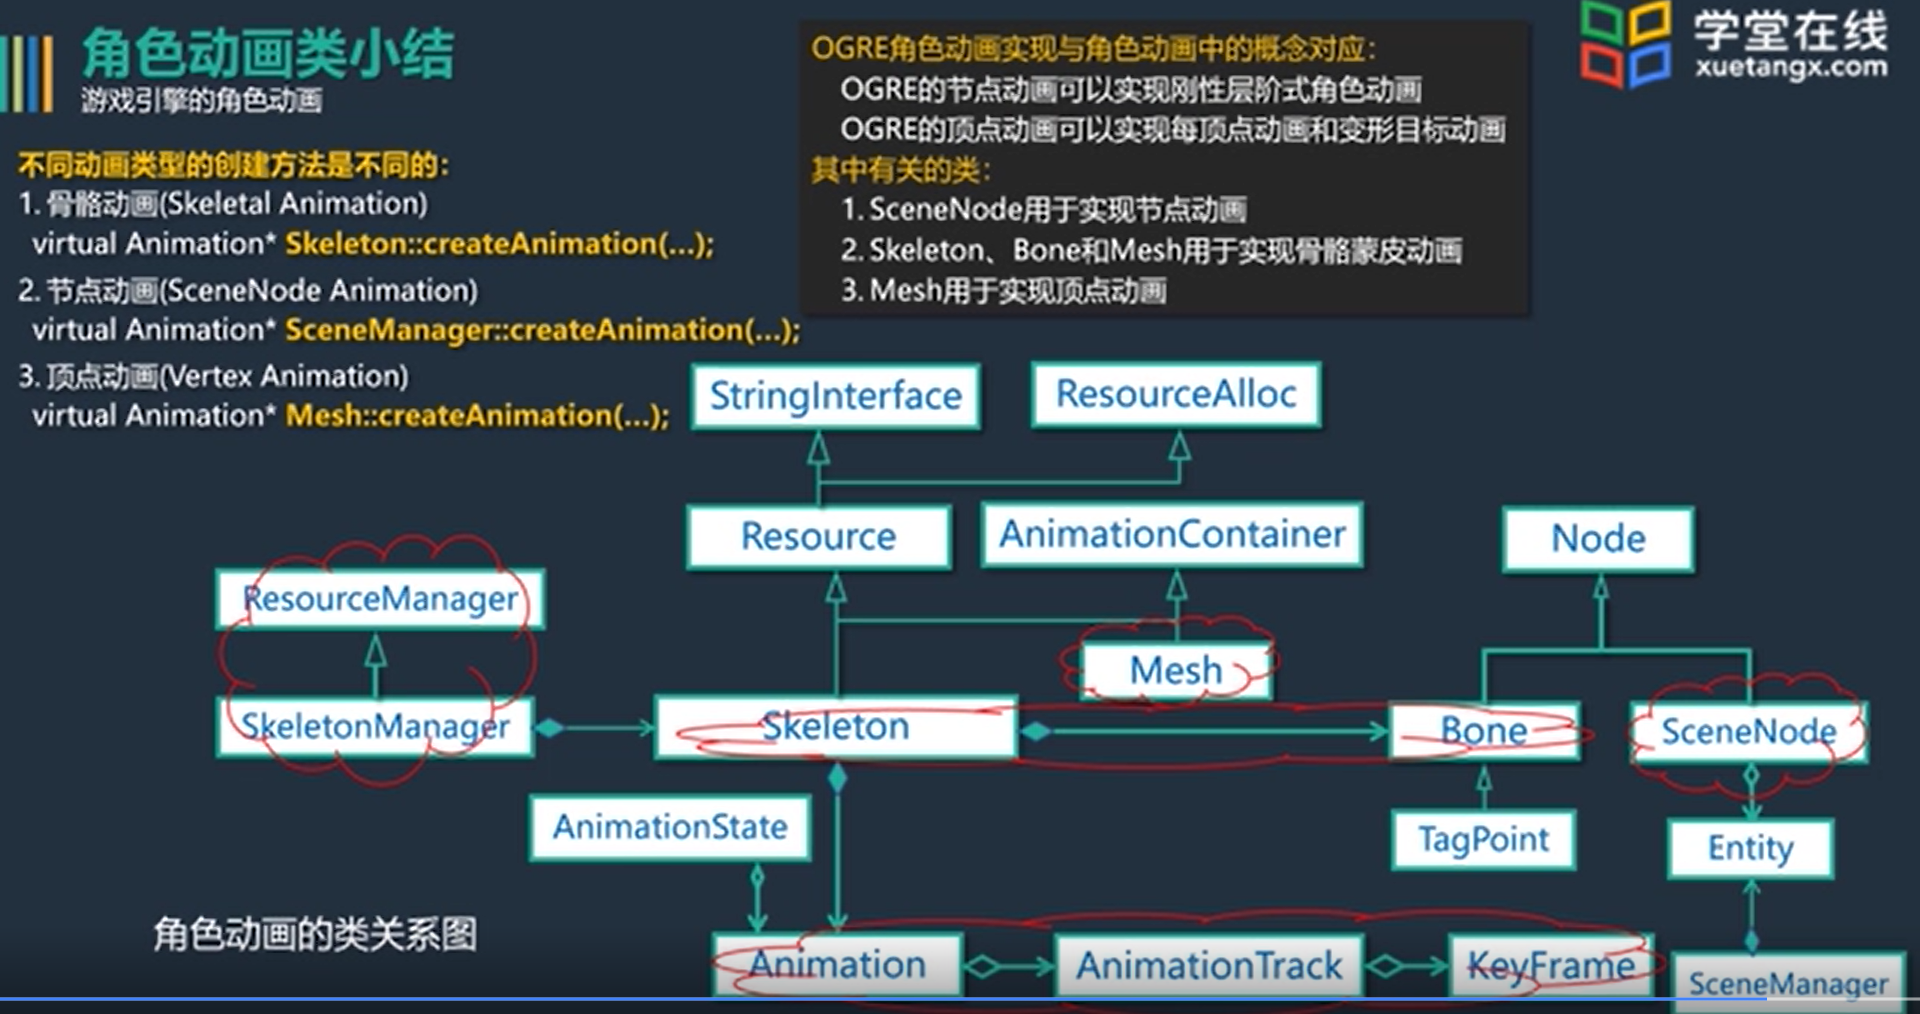 角色动画类小结
游戏引擎的角色动画
不同动画类型的创建方法是不同的：
1. 骨骼动画(Skeletal Animation)
virtual Animation* Skeleton::createAnimation(...);
2. 节点动画(SceneNode Animation)
virtual Animation* SceneManager::createAnimation(...);
3. 顶点动画(Vertex Animation)
virtual Animation* Mesh::createAnimation(...);
OGRE角色动画实现与角色动画中的概念对应：
OGRE的节点动画可以实现刚性层阶式角色动画
OGRE的顶点动画可以实现每顶点动画和变形目标动画
其中有关的类：
1. SceneNode用于实现节点动画
2. Skeleton、Bone和Mesh用于实现骨骼蒙皮动画
3. Mesh用于实现顶点动画
学堂在线
xuetangx.com
StringInterface
ResourceAlloc
Resource
AnimationContainer
Node
ResourceManager
Mesh
SkeletonManager
Skeleton
Bone
SceneNode
AnimationState
TagPoint
Entity
角色动画的类关系图
Animation
AnimationTrack
KeyFrame
SceneManager